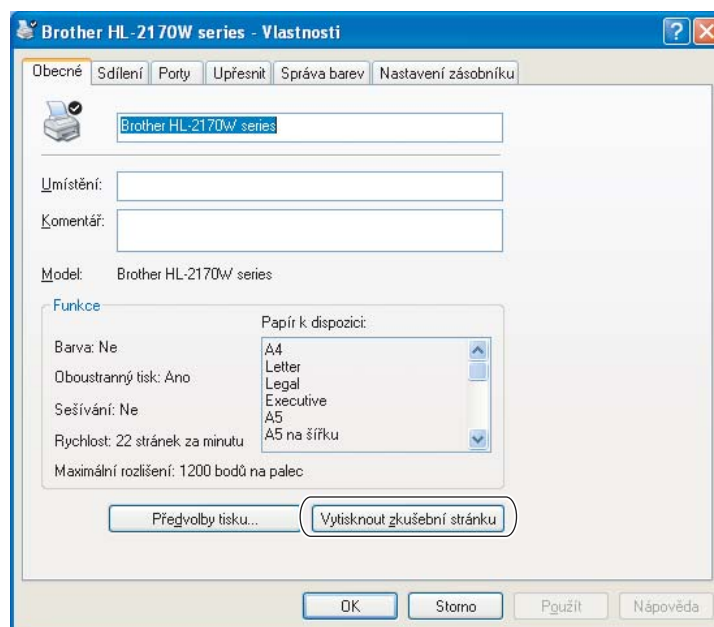 Brother HL-2170W series - Vlastnosti
Obecné Sdílení Porty Upřesnit Správa barev Nastavení zásobníku
Brother HL-2170W series
Umístění:
Komentář:
Model: Brother HL-2170W series
Funkce
Papír k dispozici:
Barva: Ne
Oboustranný tisk: Ano
Sešívání: Ne
Rychlost: 22 stránek za minutu
Maximální rozlišení: 1200 bodů na palec
A4
Letter
Legal
Executive
A5
A5 na šířku
Předvolby tisku... Vytisknout zkušební stránku
OK Storno Použít Nápověda